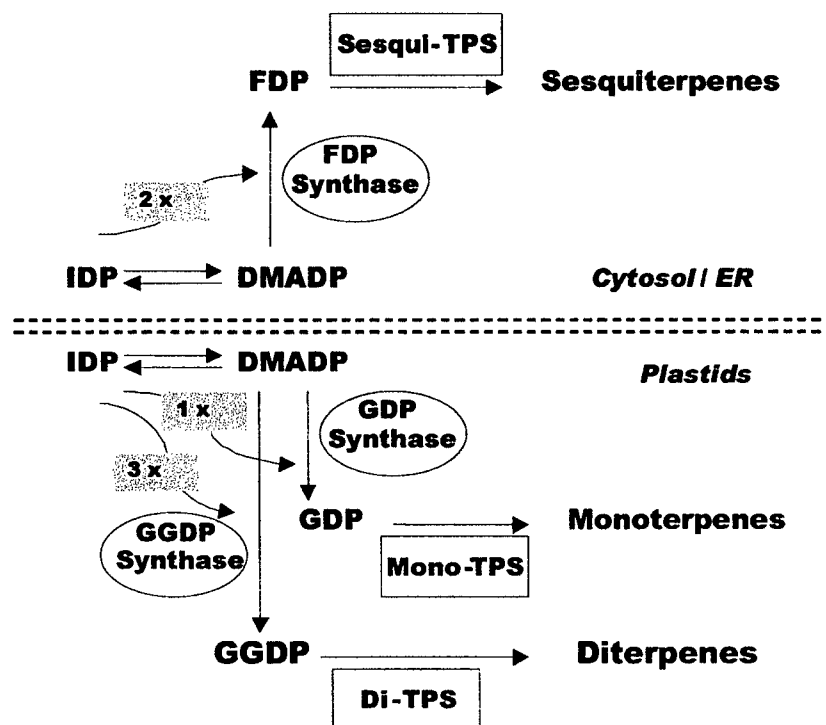 Sesqui-TPS
FDP
Sesquiterpenes
FDP
Synthase
2 x
IDP
DMADP
Cytosol / ER
IDP
DMADP
Plastids
1 x
GDP
Synthase
3 x
GDP
Monoterpenes
GGDP
Synthase
Mono-TPS
GGDP
Diterpenes
Di-TPS